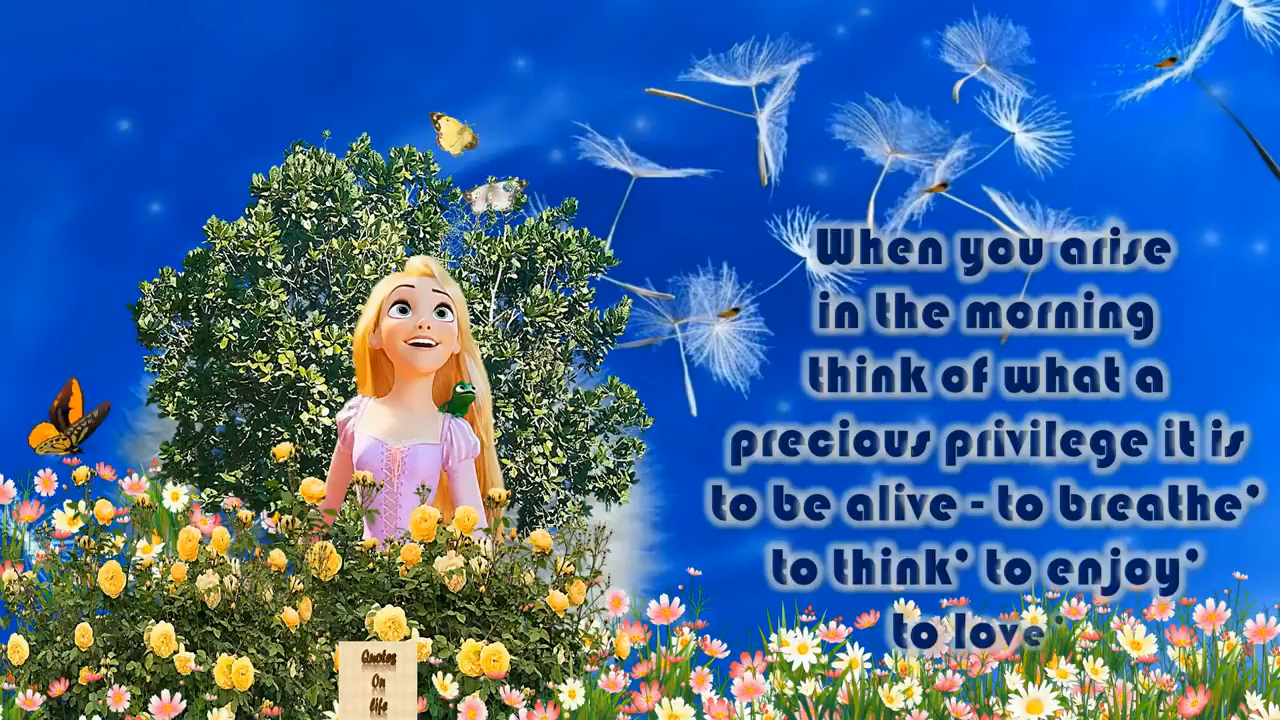 When you arise
in the morning
think of what a
precious privilege it is
to be alive - to breathe'
to think' to enjoy'
to love'
Quotes
On
life